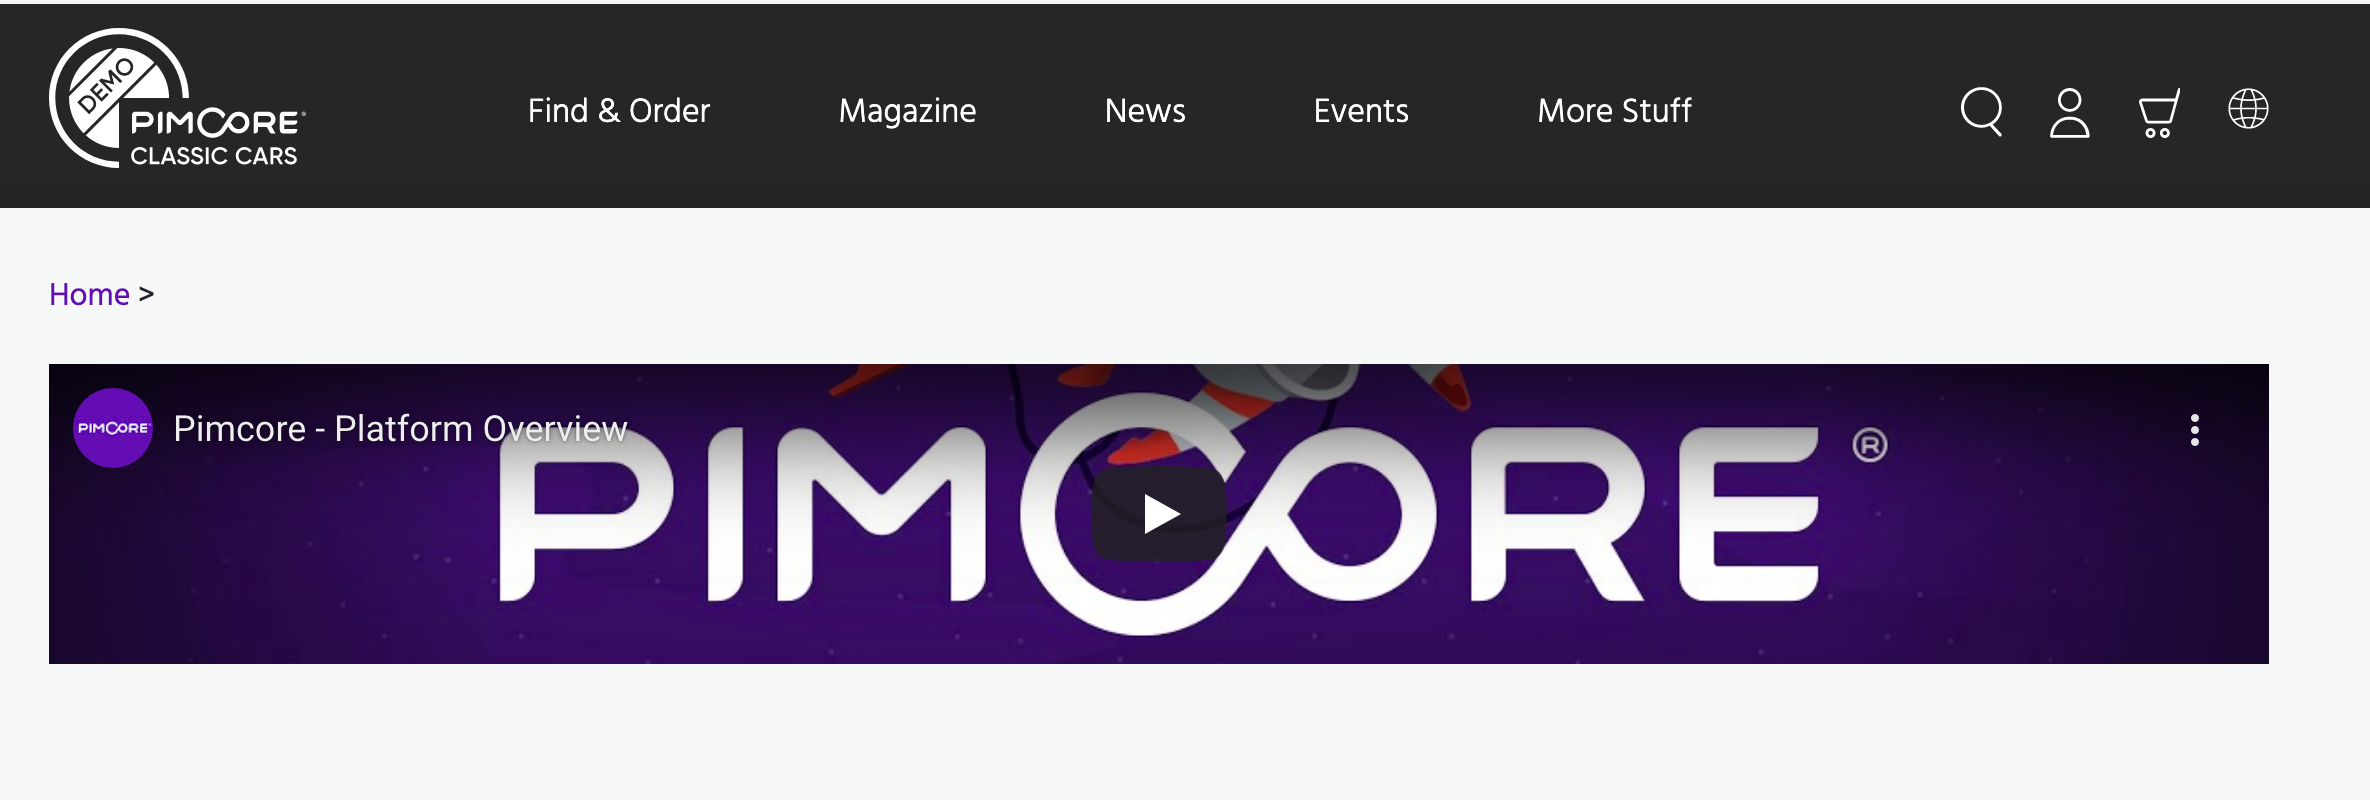 DEMO
PIMCORE®
CLASSIC CARS
Find & Order
Magazine
News
Events
More Stuff
Home >
PIMCORE
Pimcore - Platform Overview
PIMCORE®